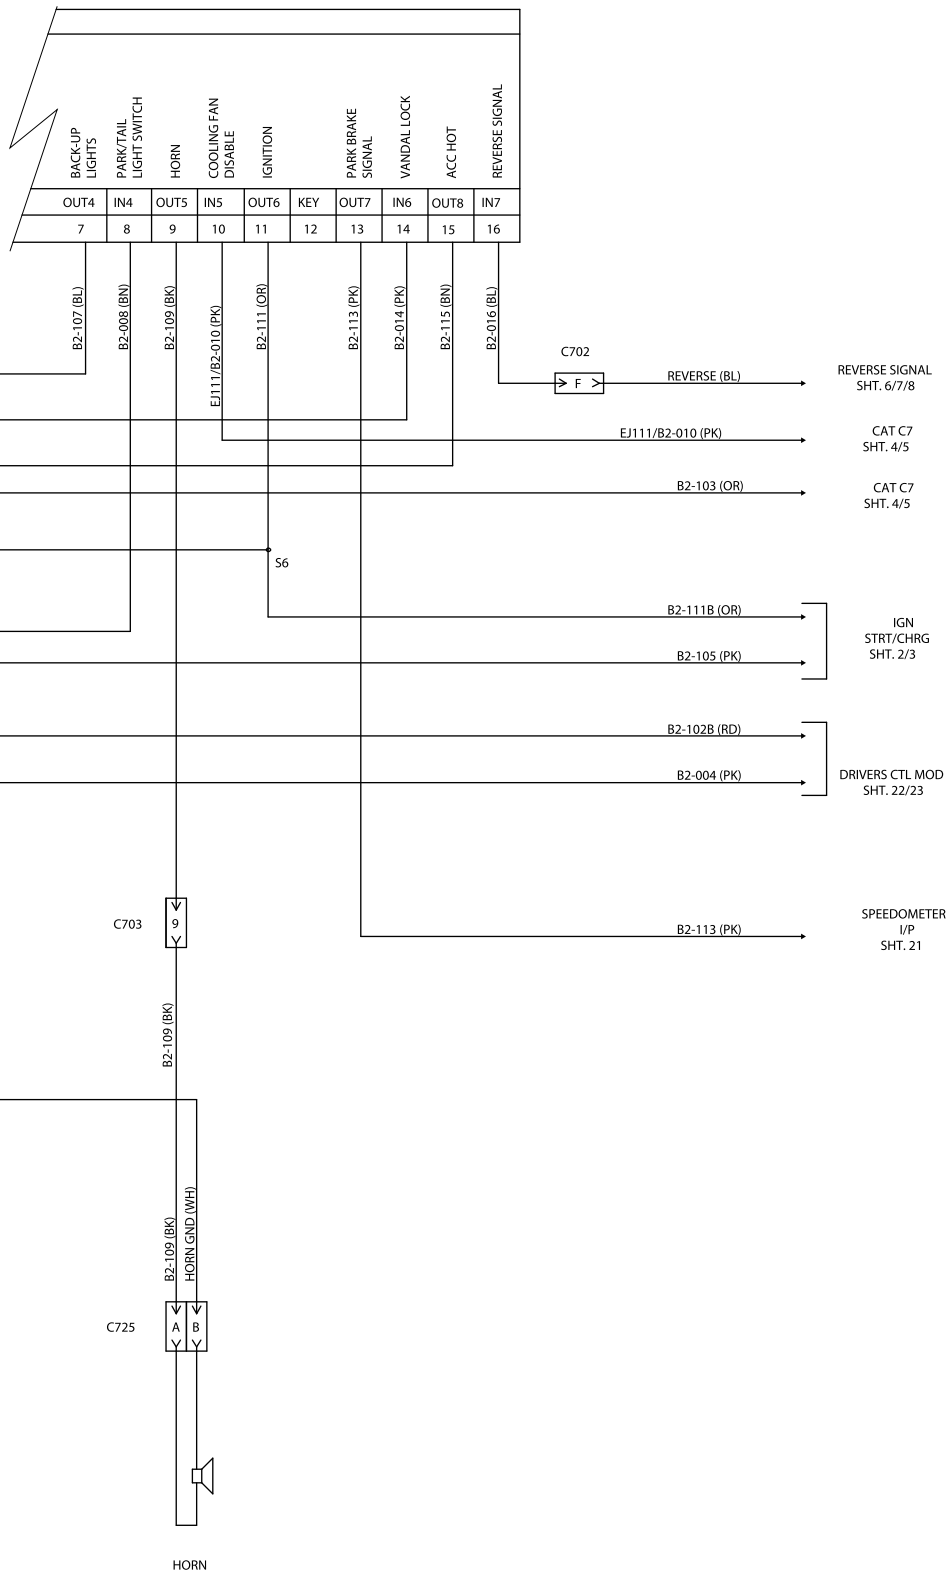 BACK-UP
LIGHTS
PARK/TAIL
LIGHT SWITCH
HORN
COOLING FAN
DISABLE
IGNITION
PARK BRAKE
SIGNAL
VANDAL LOCK
ACC HOT
REVERSE SIGNAL
OUT4 IN4 OUT5 IN5 OUT6 KEY OUT7 IN6 OUT8 IN7
7 8 9 10 11 12 13 14 15 16
B2-107 (BL)
B2-008 (BN)
B2-109 (BK)
EJ111/B2-010 (PK)
B2-111 (OR)
B2-113 (PK)
B2-014 (PK)
B2-115 (BN)
B2-016 (BL)
C702
F
REVERSE (BL)
REVERSE SIGNAL
SHT. 6/7/8
EJ111/B2-010 (PK)
CAT C7
SHT. 4/5
B2-103 (OR)
CAT C7
SHT. 4/5
S6
B2-111B (OR)
IGN
STRT/CHRG
SHT. 2/3
B2-105 (PK)
B2-102B (RD)
B2-004 (PK)
DRIVERS CTL MOD
SHT. 22/23
C703
9
B2-113 (PK)
SPEEDOMETER
I/P
SHT. 21
B2-109 (BK)
B2-109 (BK)
HORN GND (WH)
C725
A B
HORN